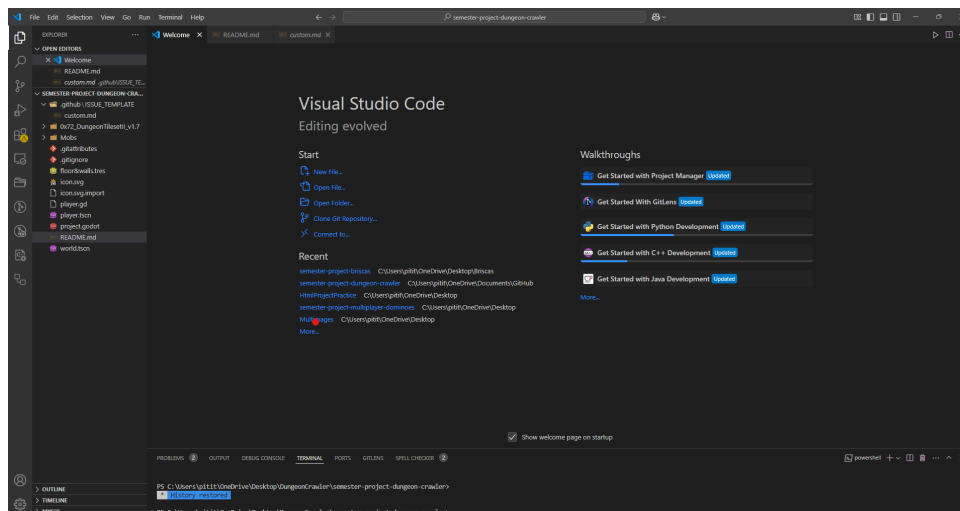 File Edit Selection View Go Run Terminal Help
semester-project-dungeon-crawler
EXPLORER
Welcome
README.md
custom.md
OPEN EDITORS
Welcome
README.md
custom.md .github\ISSUE_TE...
SEMESTER-PROJECT-DUNGEON-CRA...
.github \ ISSUE_TEMPLATE
custom.md
0x72_DungeonTilesetII_v1.7
Mobs
.gitattributes
.gitignore
floor&walls.tres
icon.svg
icon.svg.import
player.gd
player.tscn
project.godot
README.md
world.tscn
OUTLINE
TIMELINE
Visual Studio Code
Editing evolved
Start
New File...
Open File...
Open Folder...
Clone Git Repository...
Connect to...
Recent
semester-project-briscas C:\Users\pitit\OneDrive\Desktop\Briscas
semester-project-dungeon-crawler C:\Users\pitit\OneDrive\Documents\GitHub
HtmlProjectPractice C:\Users\pitit\OneDrive\Desktop
semester-project-multiplayer-dominoes C:\Users\pitit\OneDrive\Desktop
C:\Users\pitit\OneDrive\Desktop
More...
Walkthroughs
Get Started with Project Manager Updated
Get Started With GitLens Updated
Get Started with Python Development Updated
Get Started with C++ Development Updated
Get Started with Java Development Updated
More...
Show welcome page on startup
PROBLEMS 2 OUTPUT DEBUG CONSOLE TERMINAL PORTS GITLENS SPELL CHECKER 2
powershell
PS C:\Users\pitit\OneDrive\Desktop\DungeonCrawler\semester-project-dungeon-crawler>
* History restored